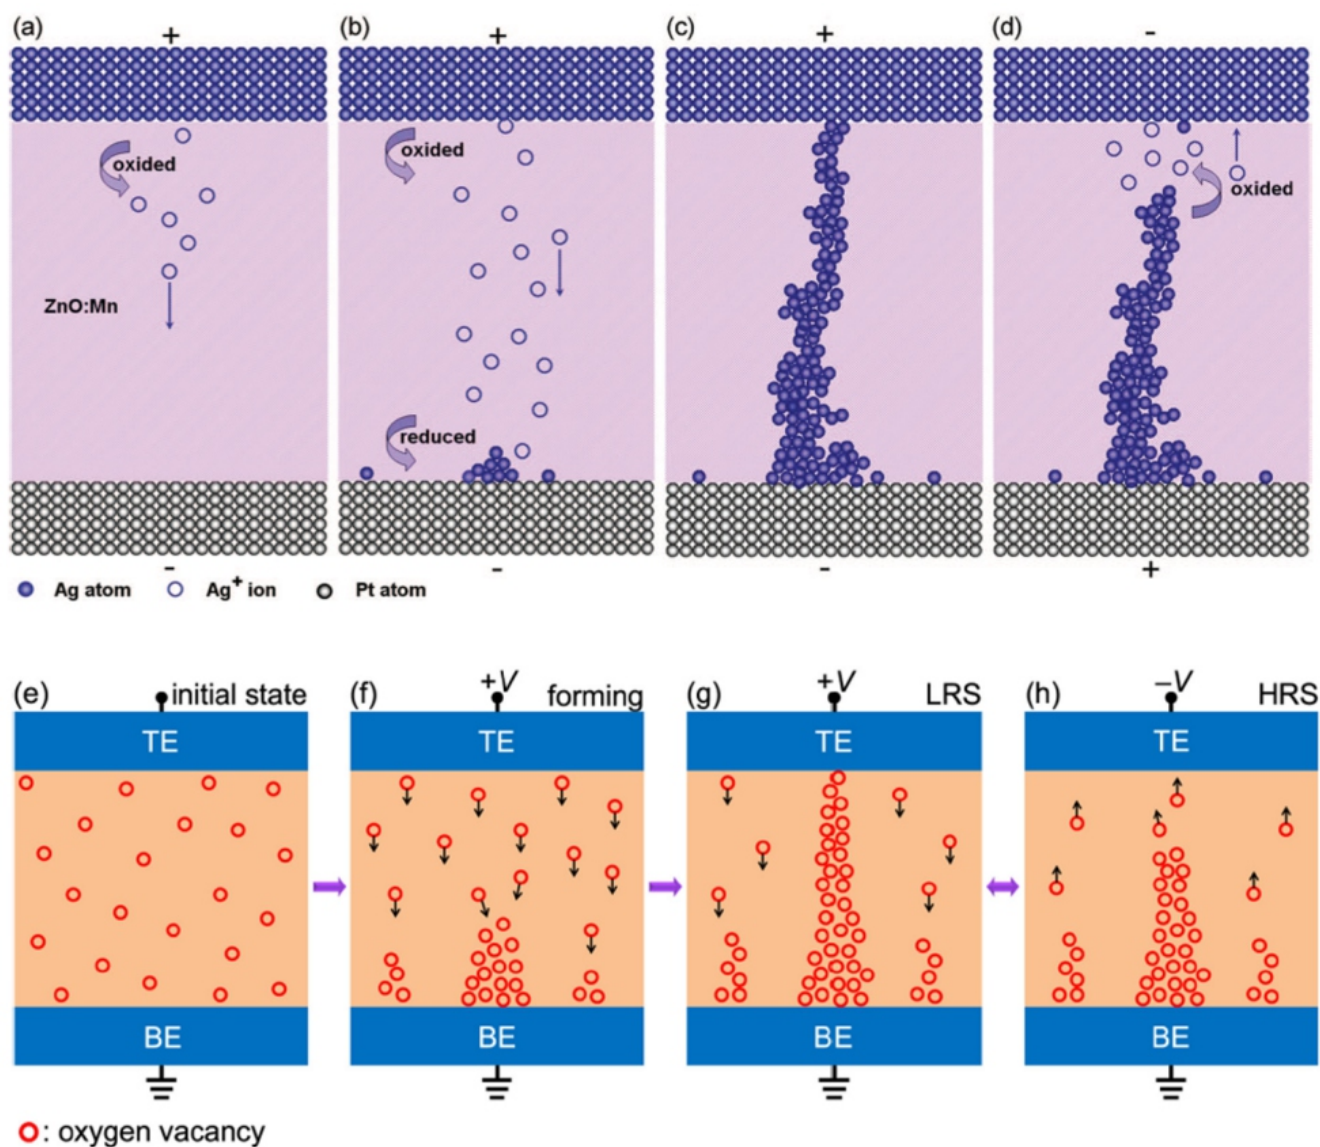 (a) + (b) + (c) + (d) -
oxided
oxided
oxided
ZnO:Mn
reduced
- - - +
Ag atom Ag+ ion Pt atom
(e) initial state (f) +V forming (g) +V LRS (h) –V HRS
TE TE TE TE
BE BE BE BE
: oxygen vacancy